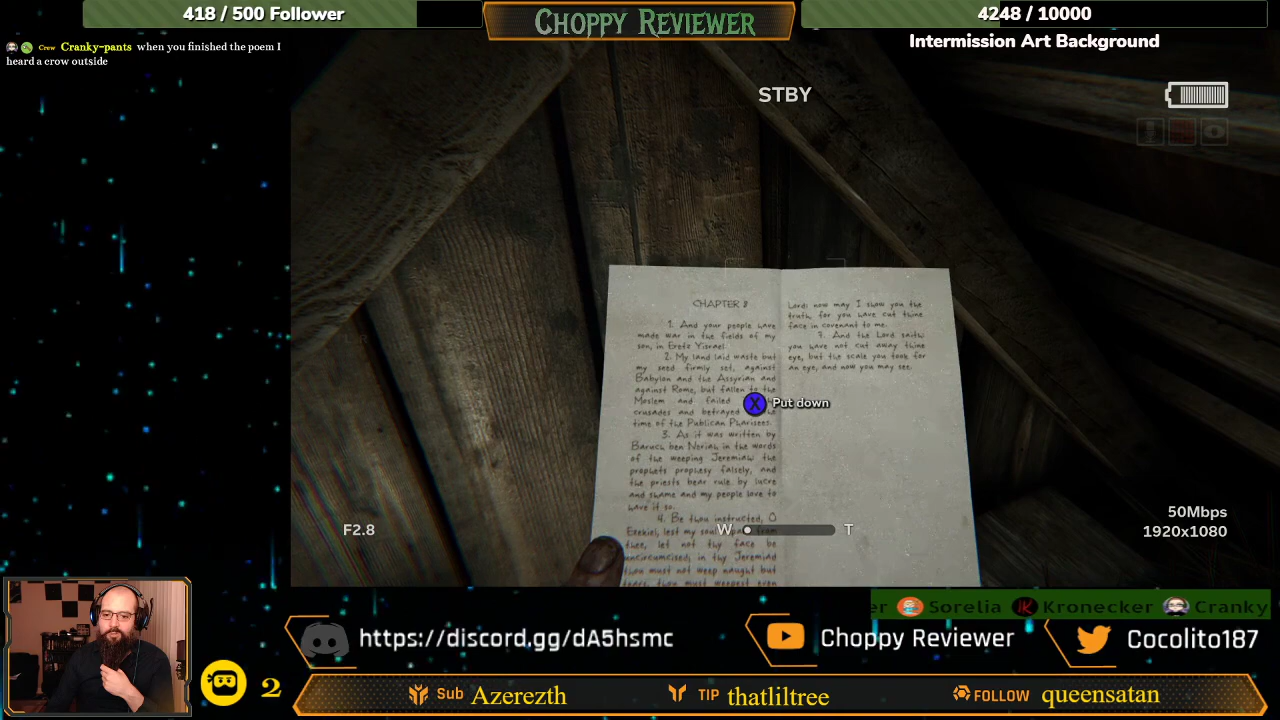 418 / 500 Follower
CHOPPY REVIEWER
4248 / 10000
Intermission Art Background
Crew Cranky-pants when you finished the poem I
heard a crow outside
STBY
CHAPTER 8
1. And your people have
made war in the fields of my
son, in Eretz Yisrael.
2. My land laid waste but
my seed firmly set, against
Babylon and the Assyrian and
against Rome, but fallen to the
Moslem and failed
crusades and betrayed
time of the Publican Pharisees.
3. As it was written by
Baruch ben Neriah in the words
of the weeping Jeremiah: the
prophets prophesy falsely, and
the priests bear rule by lucre
and shame and my people love to
have it so.
4. Be thou instructed, O
Ezekiel, lest my soul from
thee, let not thy face be
uncircumcised, in thy Jeremiad
thou must not weep naught but
tears, thou must weepest even
Lord: now may I show you the
truth, for you have cut thine
face in covenant to me.
7. And the Lord saith:
you have not cut away thine
eye, but the scale you took for
an eye, and now you may see.
X Put down
F2.8
W T
50Mbps
1920x1080
er Sorelia Kronecker Cranky
https://discord.gg/dA5hsmc
Choppy Reviewer
Cocolito187
2
Sub Azerezth
TIP thatliltree
FOLLOW queensatan